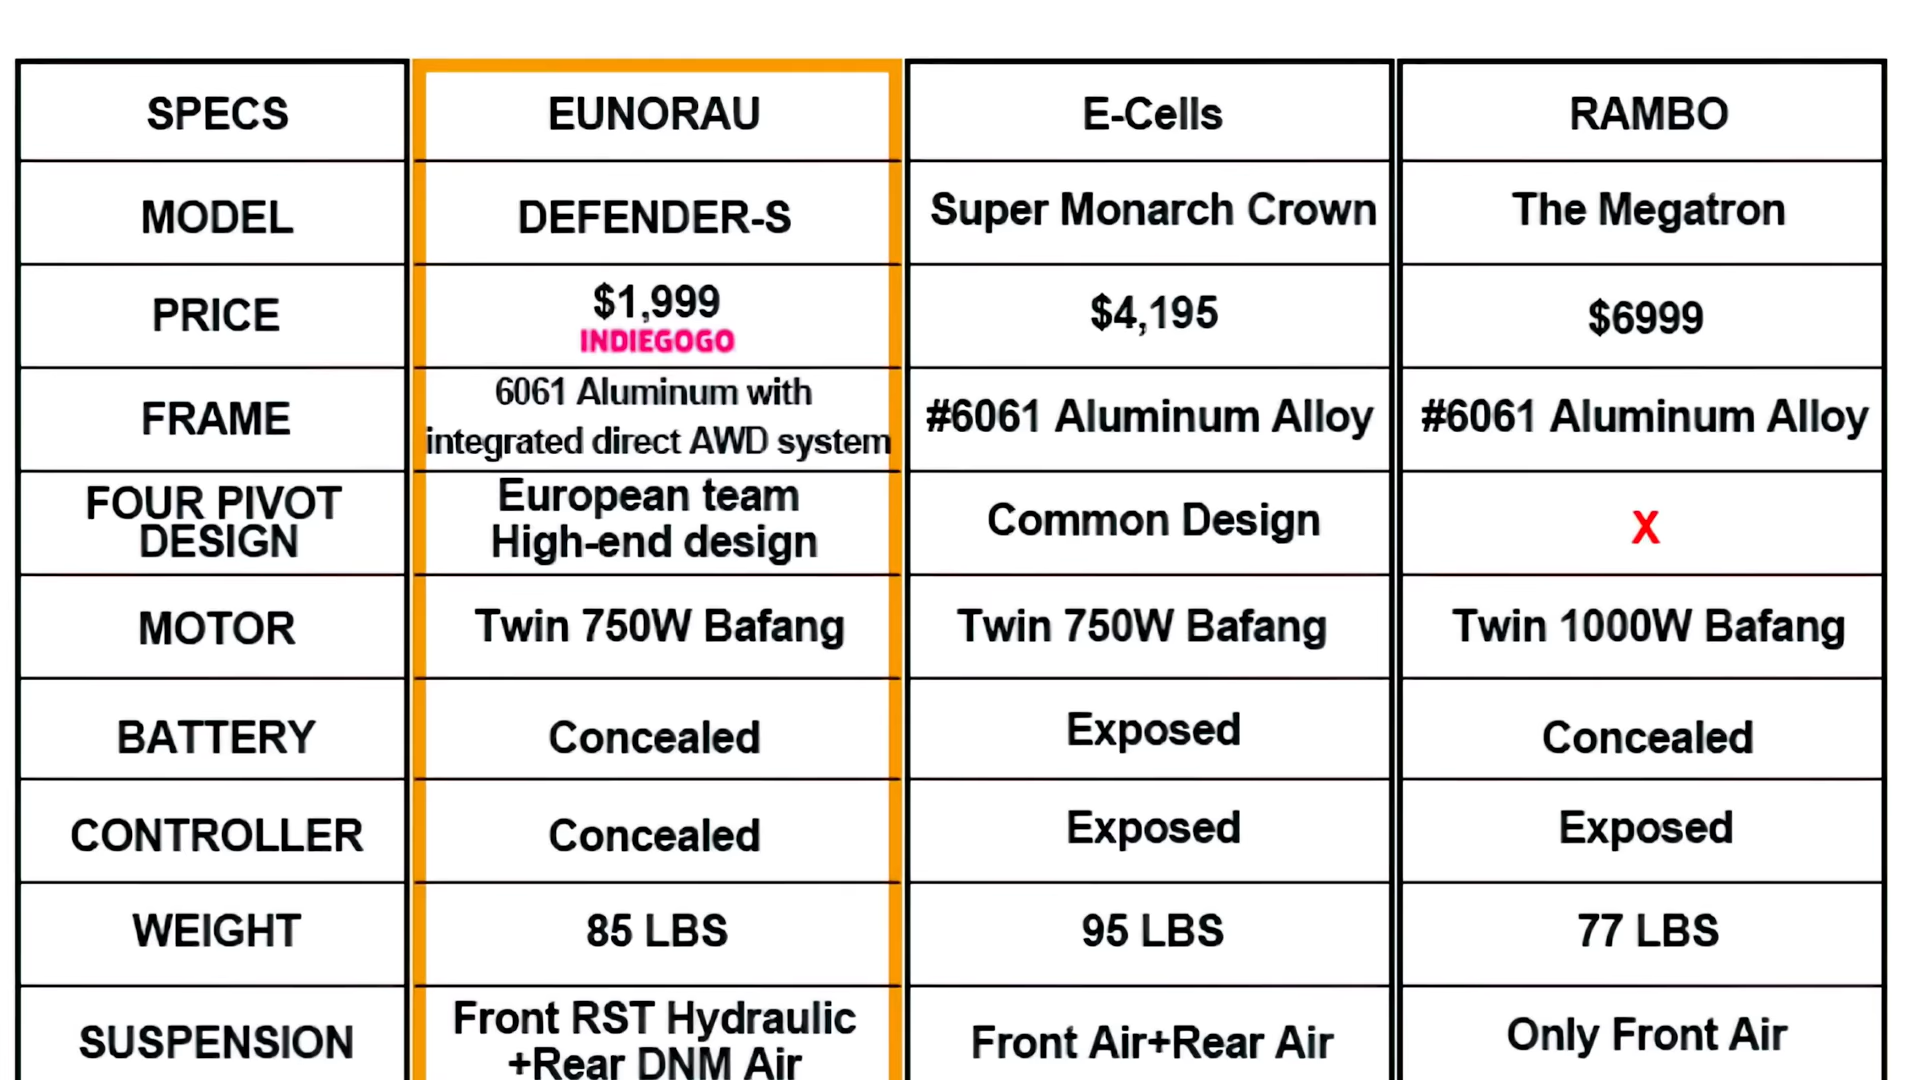 SPECS EUNORAU E-Cells RAMBO
MODEL DEFENDER-S Super Monarch Crown The Megatron
PRICE $1,999 INDIEGOGO $4,195 $6999
FRAME 6061 Aluminum with
integrated direct AWD system #6061 Aluminum Alloy #6061 Aluminum Alloy
FOUR PIVOT
DESIGN European team
High-end design Common Design X
MOTOR Twin 750W Bafang Twin 750W Bafang Twin 1000W Bafang
BATTERY Concealed Exposed Concealed
CONTROLLER Concealed Exposed Exposed
WEIGHT 85 LBS 95 LBS 77 LBS
SUSPENSION Front RST Hydraulic
+Rear DNM Air Front Air+Rear Air Only Front Air